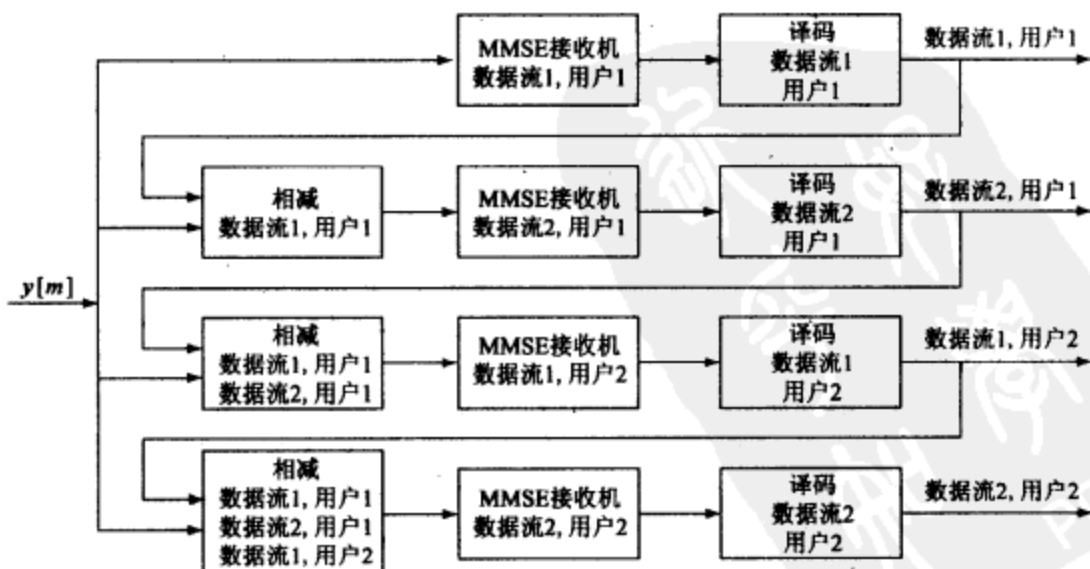 MMSE接收机
数据流1, 用户1
译码
数据流1
用户1
数据流1, 用户1
相减
数据流1, 用户1
MMSE接收机
数据流2, 用户1
译码
数据流2
用户1
数据流2, 用户1
y[m]
相减
数据流1, 用户1
数据流2, 用户1
MMSE接收机
数据流1, 用户2
译码
数据流1
用户2
数据流1, 用户2
相减
数据流1, 用户1
数据流2, 用户1
数据流1, 用户2
MMSE接收机
数据流2, 用户2
译码
数据流2
用户2
数据流2, 用户2